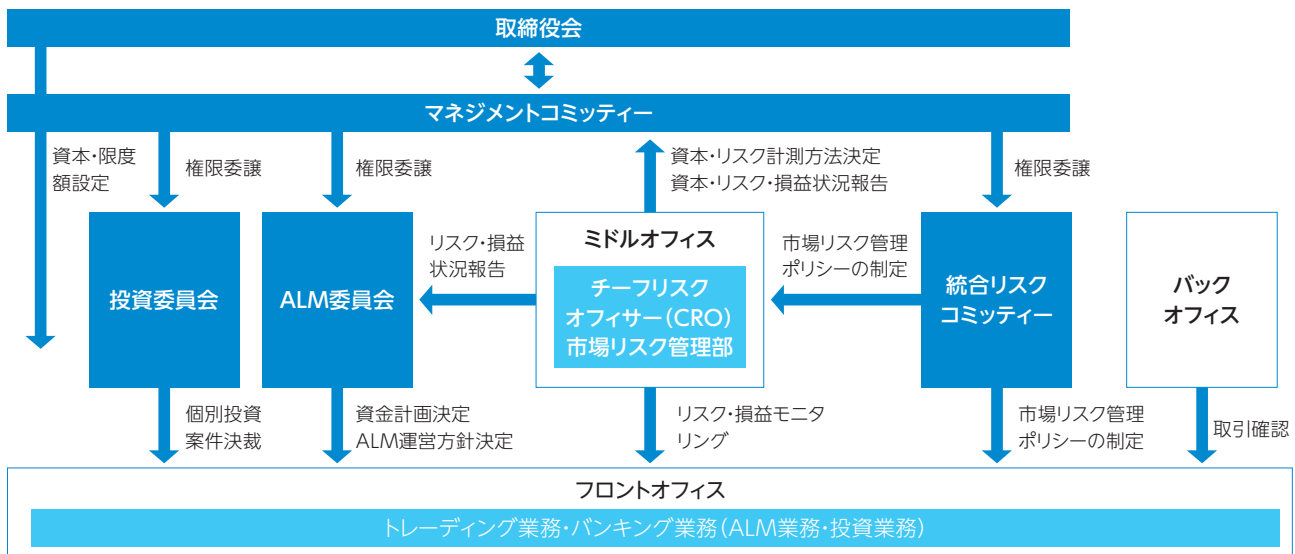 取締役会
マネジメントコミッティー
資本・限度
額設定
権限委譲
権限委譲
資本・リスク計測方法決定
資本・リスク・損益状況報告
権限委譲
投資委員会
ALM委員会
リスク・損益
状況報告
ミドルオフィス
チーフリスク
オフィサー（CRO）
市場リスク管理部
市場リスク管理
ポリシーの制定
統合リスク
コミッティー
バック
オフィス
個別投資
案件決裁
資金計画決定
ALM運営方針決定
リスク・損益モニタ
リング
市場リスク管理
ポリシーの制定
取引確認
フロントオフィス
トレーディング業務・バンキング業務（ALM業務・投資業務）